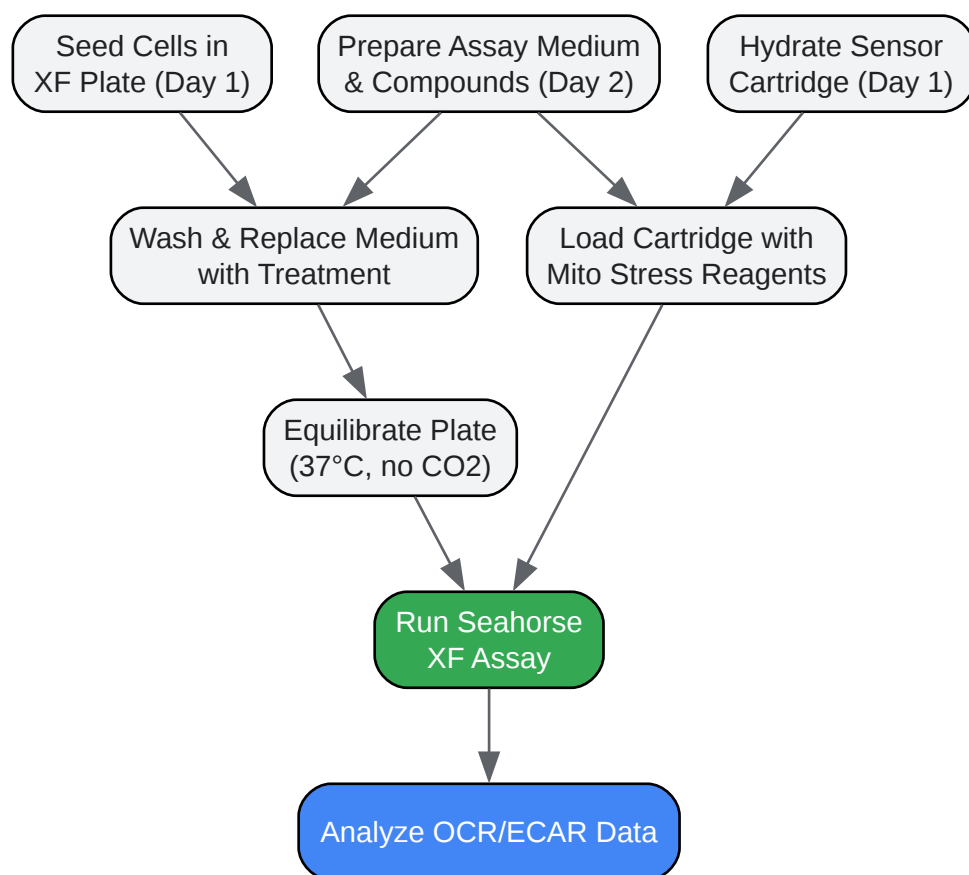 Seed Cells in
XF Plate (Day 1)
Prepare Assay Medium
& Compounds (Day 2)
Hydrate Sensor
Cartridge (Day 1)
Wash & Replace Medium
with Treatment
Load Cartridge with
Mito Stress Reagents
Equilibrate Plate
(37°C, no CO2)
Run Seahorse
XF Assay
Analyze OCR/ECAR Data